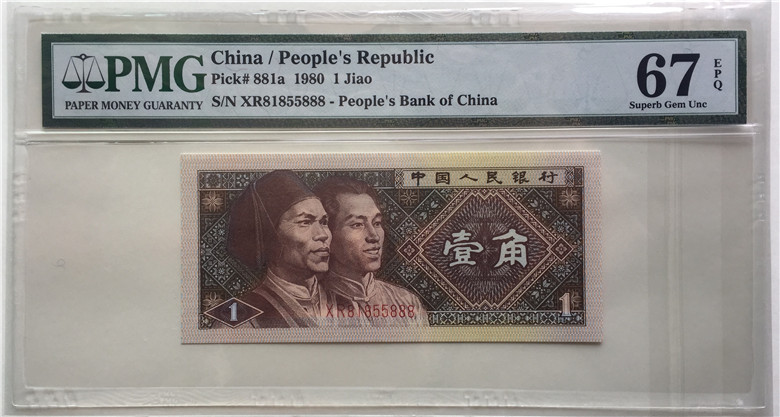 PMG
PAPER MONEY GUARANTY
China / People's Republic
Pick# 881a 1980 1 Jiao
S/N XR81855888 - People's Bank of China
67
EPQ
Superb Gem Unc
中国人民银行
壹角
1
XR81955888
1